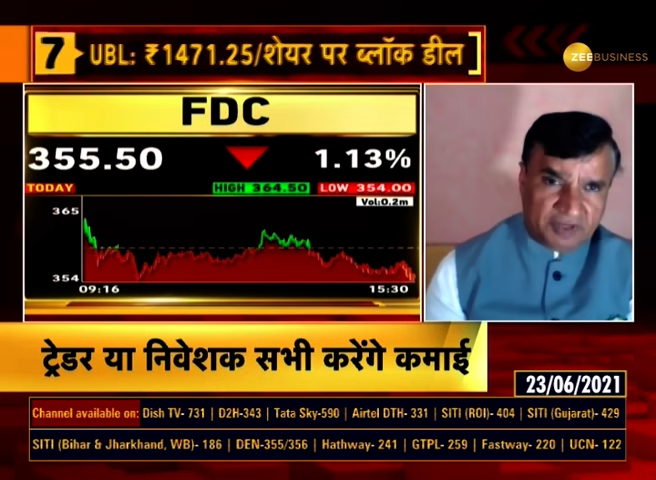 7 UBL: ₹1471.25/शेयर पर ब्लॉक डील
ZEE BUSINESS
FDC
355.50 1.13%
TODAY HIGH 364.50 LOW 354.00
Vol:0.2m
365
354
09:16 15:30
ट्रेडर या निवेशक सभी करेंगे कमाई
23/06/2021
Channel available on: Dish TV- 731 | D2H-343 | Tata Sky-590 | Airtel DTH- 331 | SITI (ROI)- 404 | SITI (Gujarat)- 429
SITI (Bihar & Jharkhand, WB)- 186 | DEN-355/356 | Hathway- 241 | GTPL- 259 | Fastway- 220 | UCN- 122